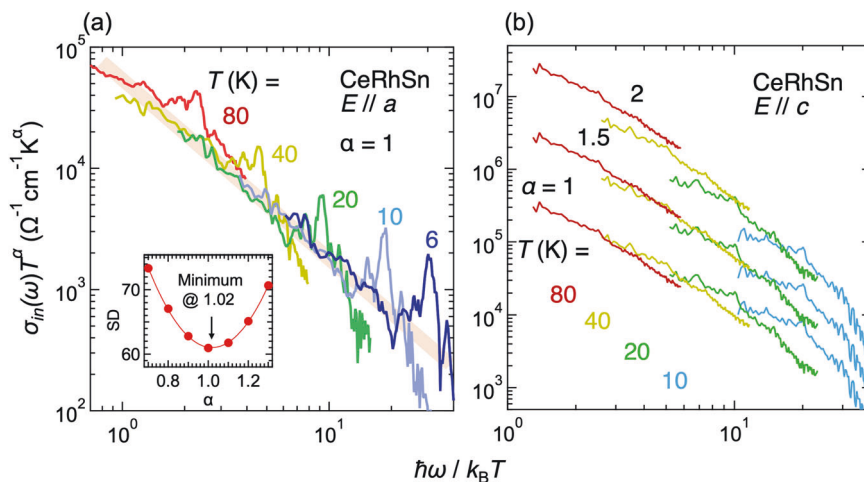 (a)
(b)
σin(ω)T^α (Ω^-1 cm^-1 K^α)
10^5
10^4
10^3
10^2
T (K) =
CeRhSn
E // a
α = 1
80
40
20
10
6
SD
70
60
Minimum
@ 1.02
0.8
1.0
1.2
α
10^0
10^1
10^7
10^6
10^5
10^4
10^3
CeRhSn
E // c
2
1.5
α = 1
T (K) =
80
40
20
10
10^0
10^1
ħω / kBT